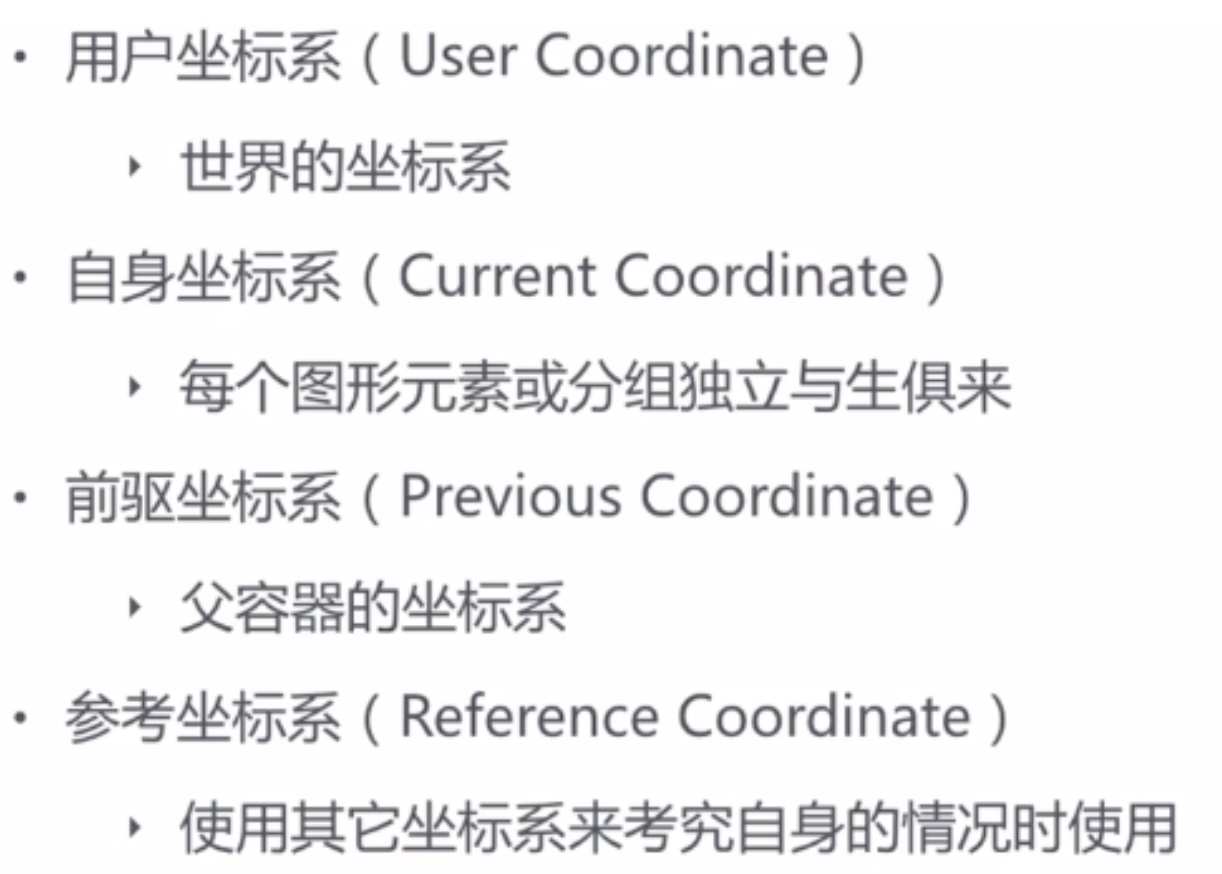 • 用户坐标系（User Coordinate）
‣ 世界的坐标系
• 自身坐标系（Current Coordinate）
‣ 每个图形元素或分组独立与生俱来
• 前驱坐标系（Previous Coordinate）
‣ 父容器的坐标系
• 参考坐标系（Reference Coordinate）
‣ 使用其它坐标系来考究自身的情况时使用